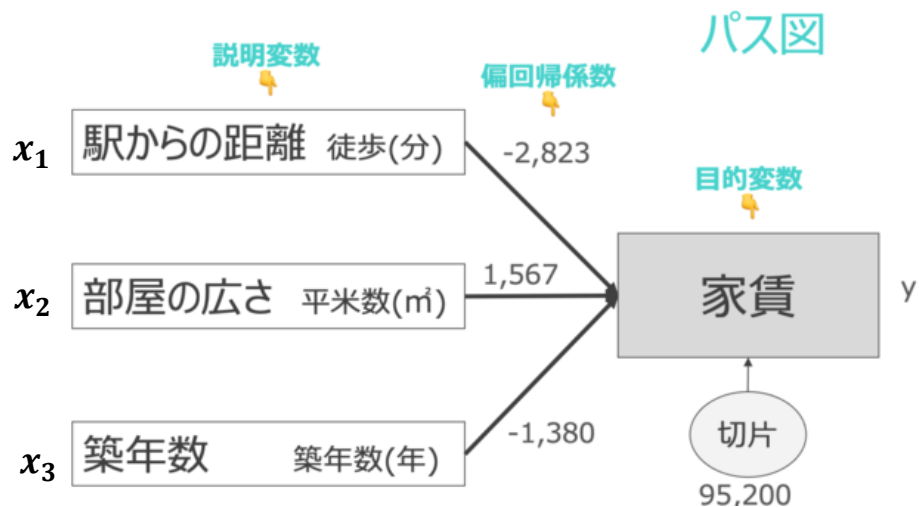 パス図
説明変数
👇
偏回帰係数
👇
x₁ 駅からの距離 徒歩(分)
-2,823
目的変数
👇
x₂ 部屋の広さ 平米数(㎡)
1,567
家賃
y
x₃ 築年数 築年数(年)
-1,380
切片
95,200